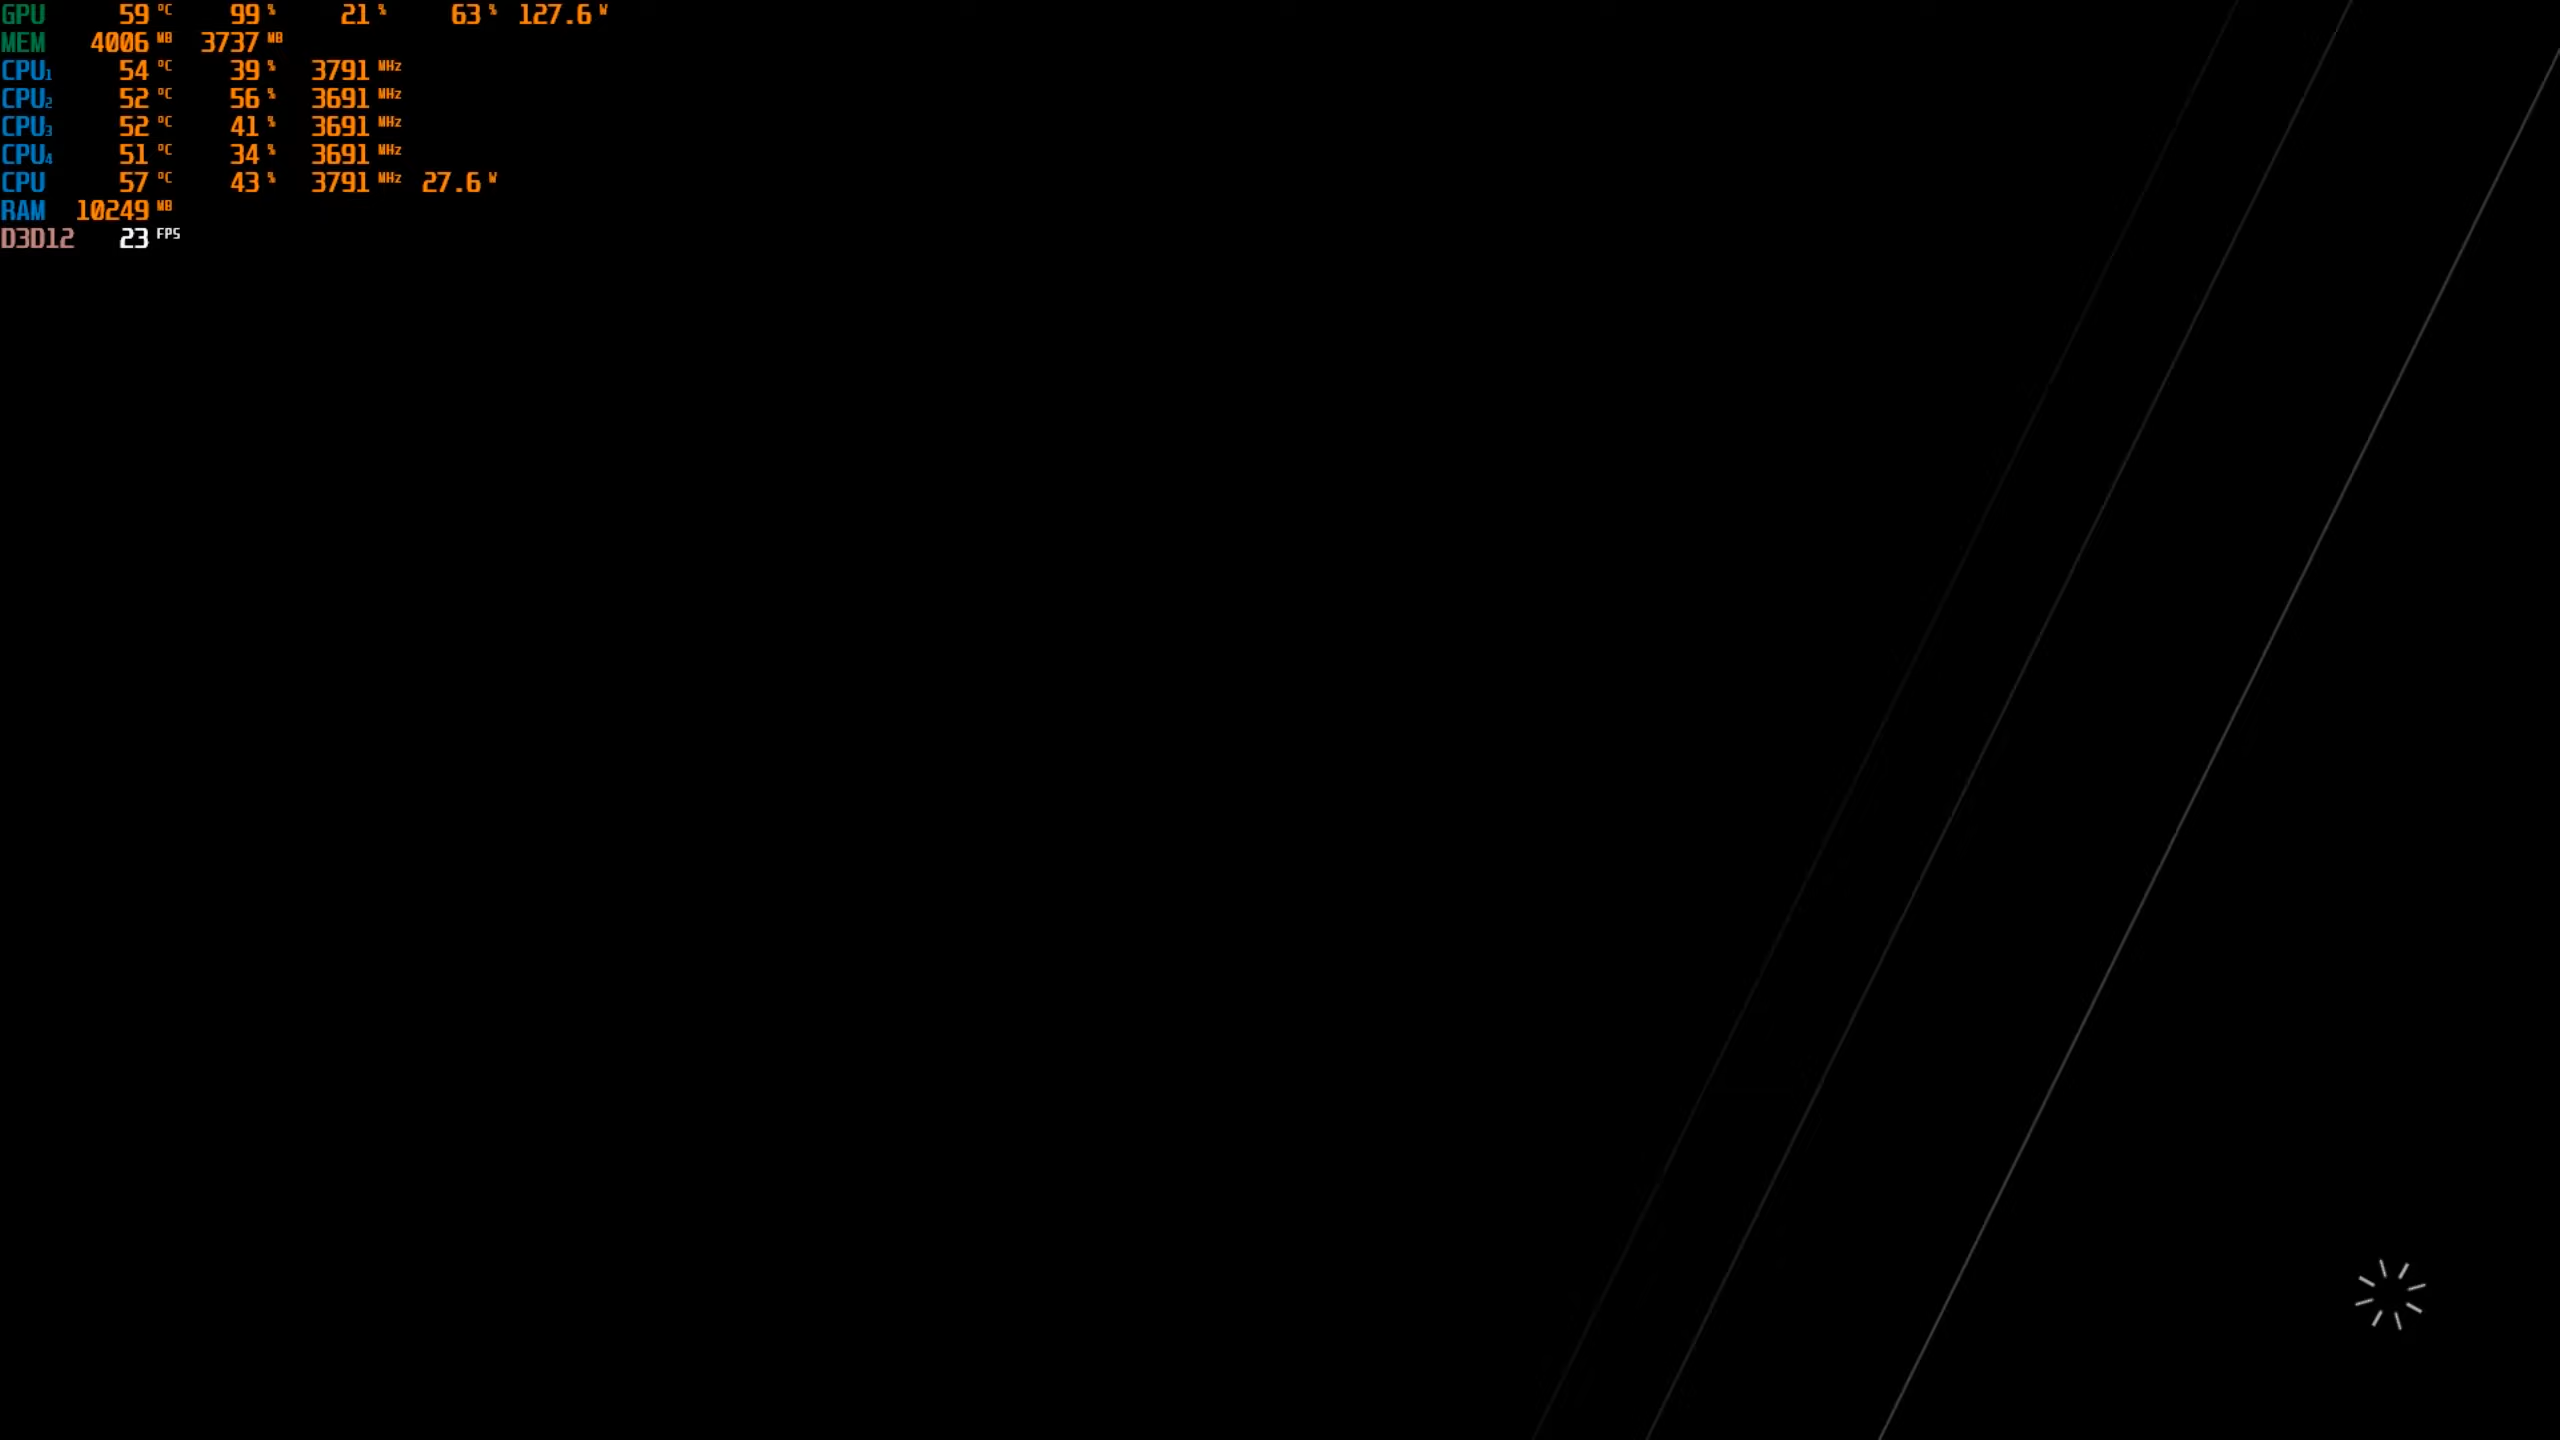 GPU 59 °C 99 % 21 % 63 % 127.6 W
MEM 4006 MB 3737 MB
CPU1 54 °C 39 % 3791 MHz
CPU2 52 °C 56 % 3691 MHz
CPU3 52 °C 41 % 3691 MHz
CPU4 51 °C 34 % 3691 MHz
CPU 57 °C 43 % 3791 MHz 27.6 W
RAM 10249 MB
D3D12 23 FPS